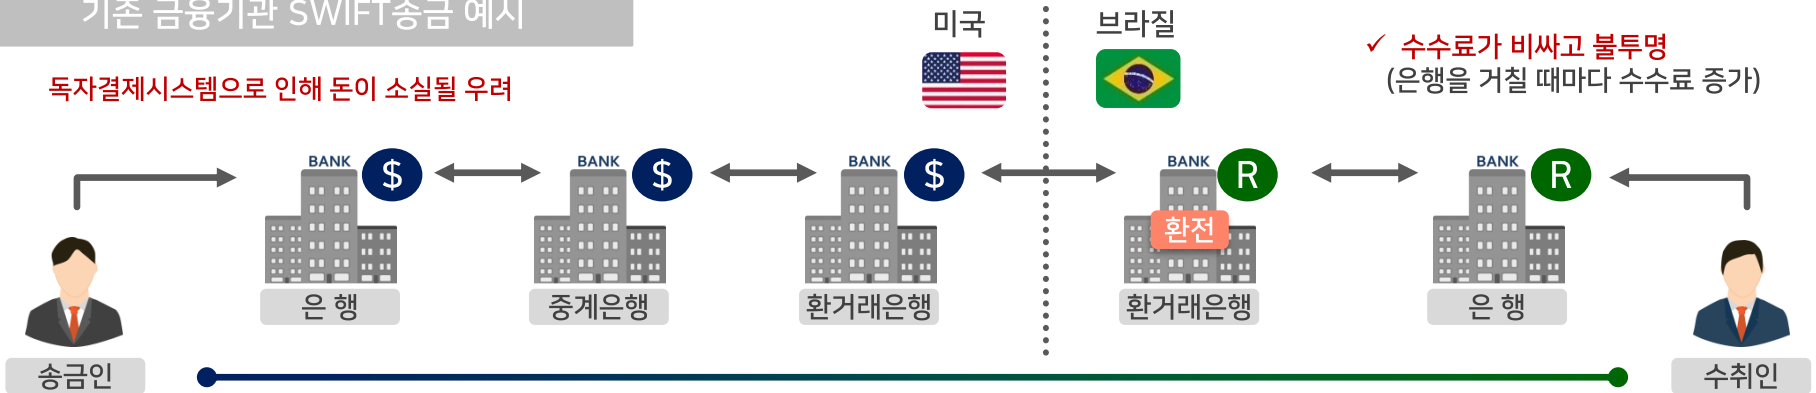 기존 금융기관 SWIFT송금 예시
독자결제시스템으로 인해 돈이 소실될 우려
미국
브라질
✓ 수수료가 비싸고 불투명
(은행을 거칠 때마다 수수료 증가)
BANK $
BANK $
BANK $
BANK R
BANK R
환전
은 행
중계은행
환거래은행
환거래은행
은 행
송금인
수취인